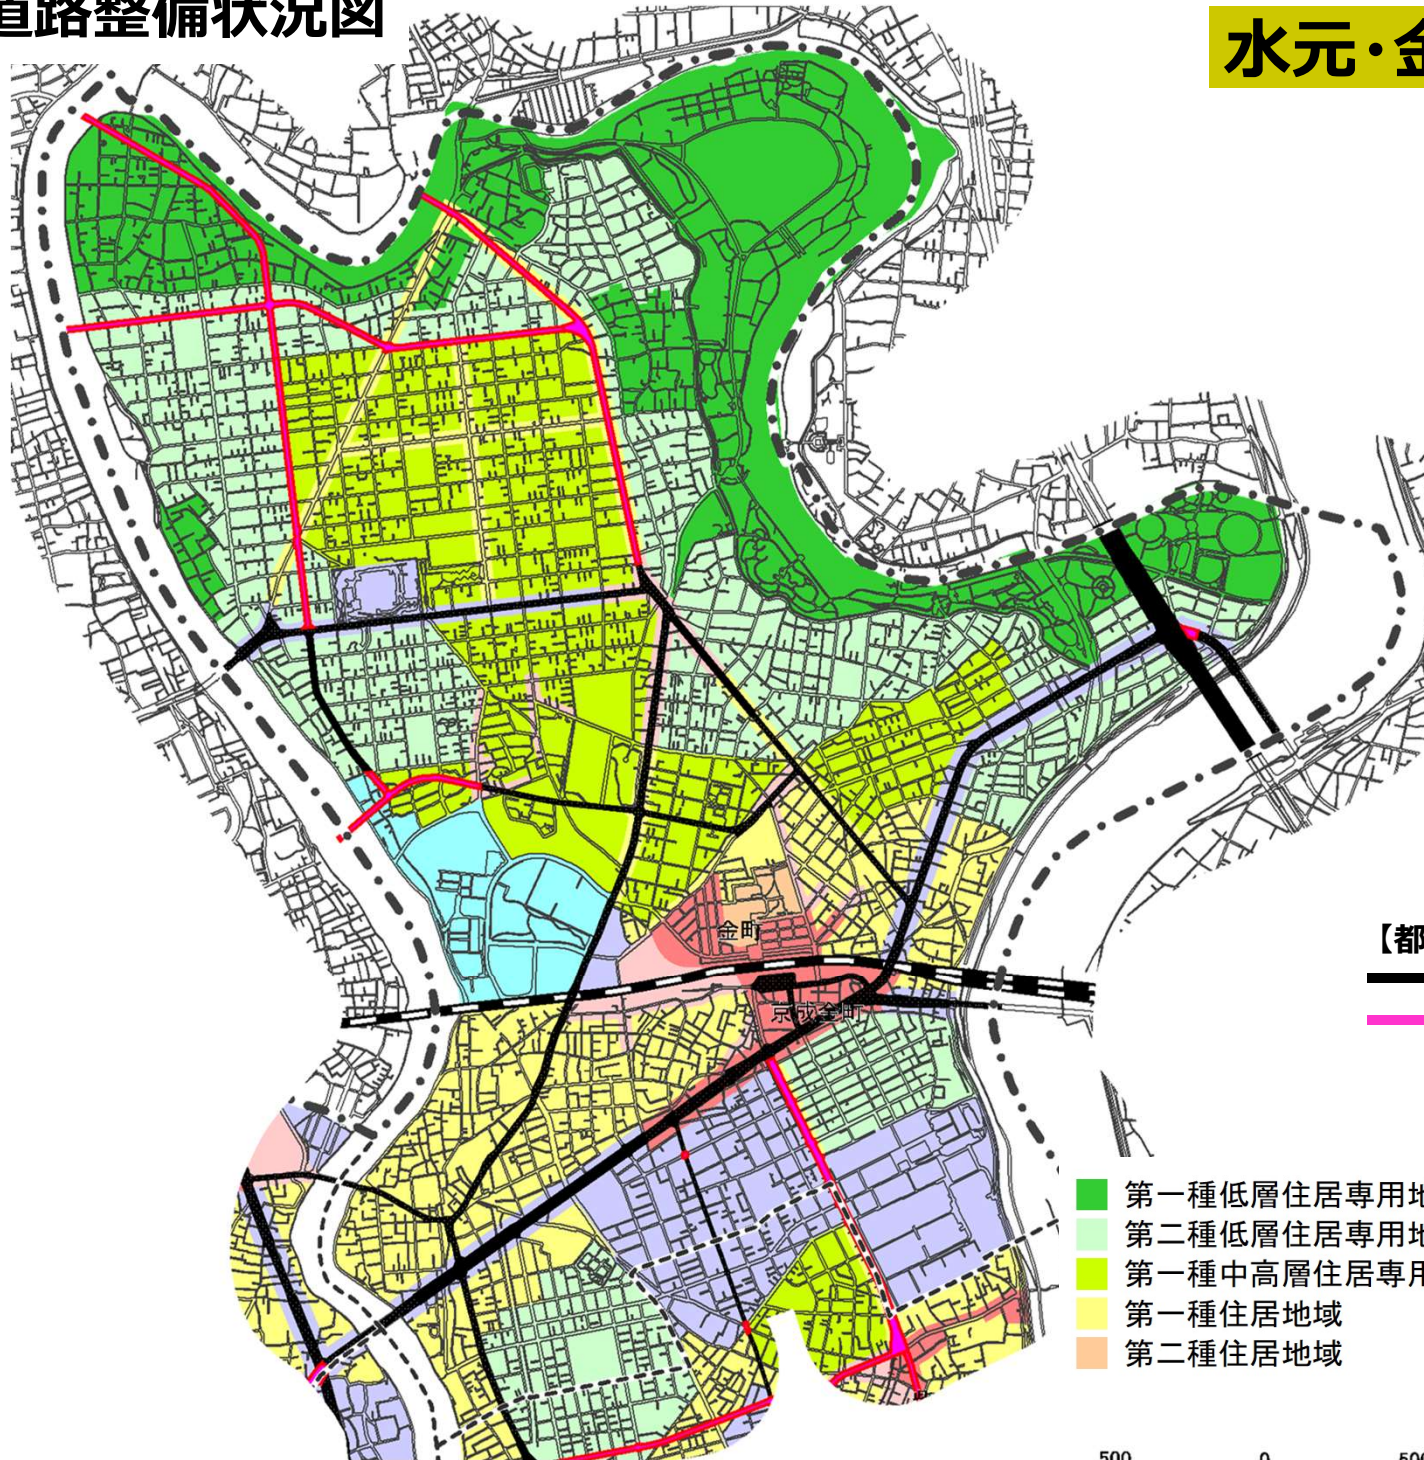 道路整備状況図
水元･金
金町
京成金町
【都
第一種低層住居専用地
第二種低層住居専用地
第一種中高層住居専用
第一種住居地域
第二種住居地域
500 0 500